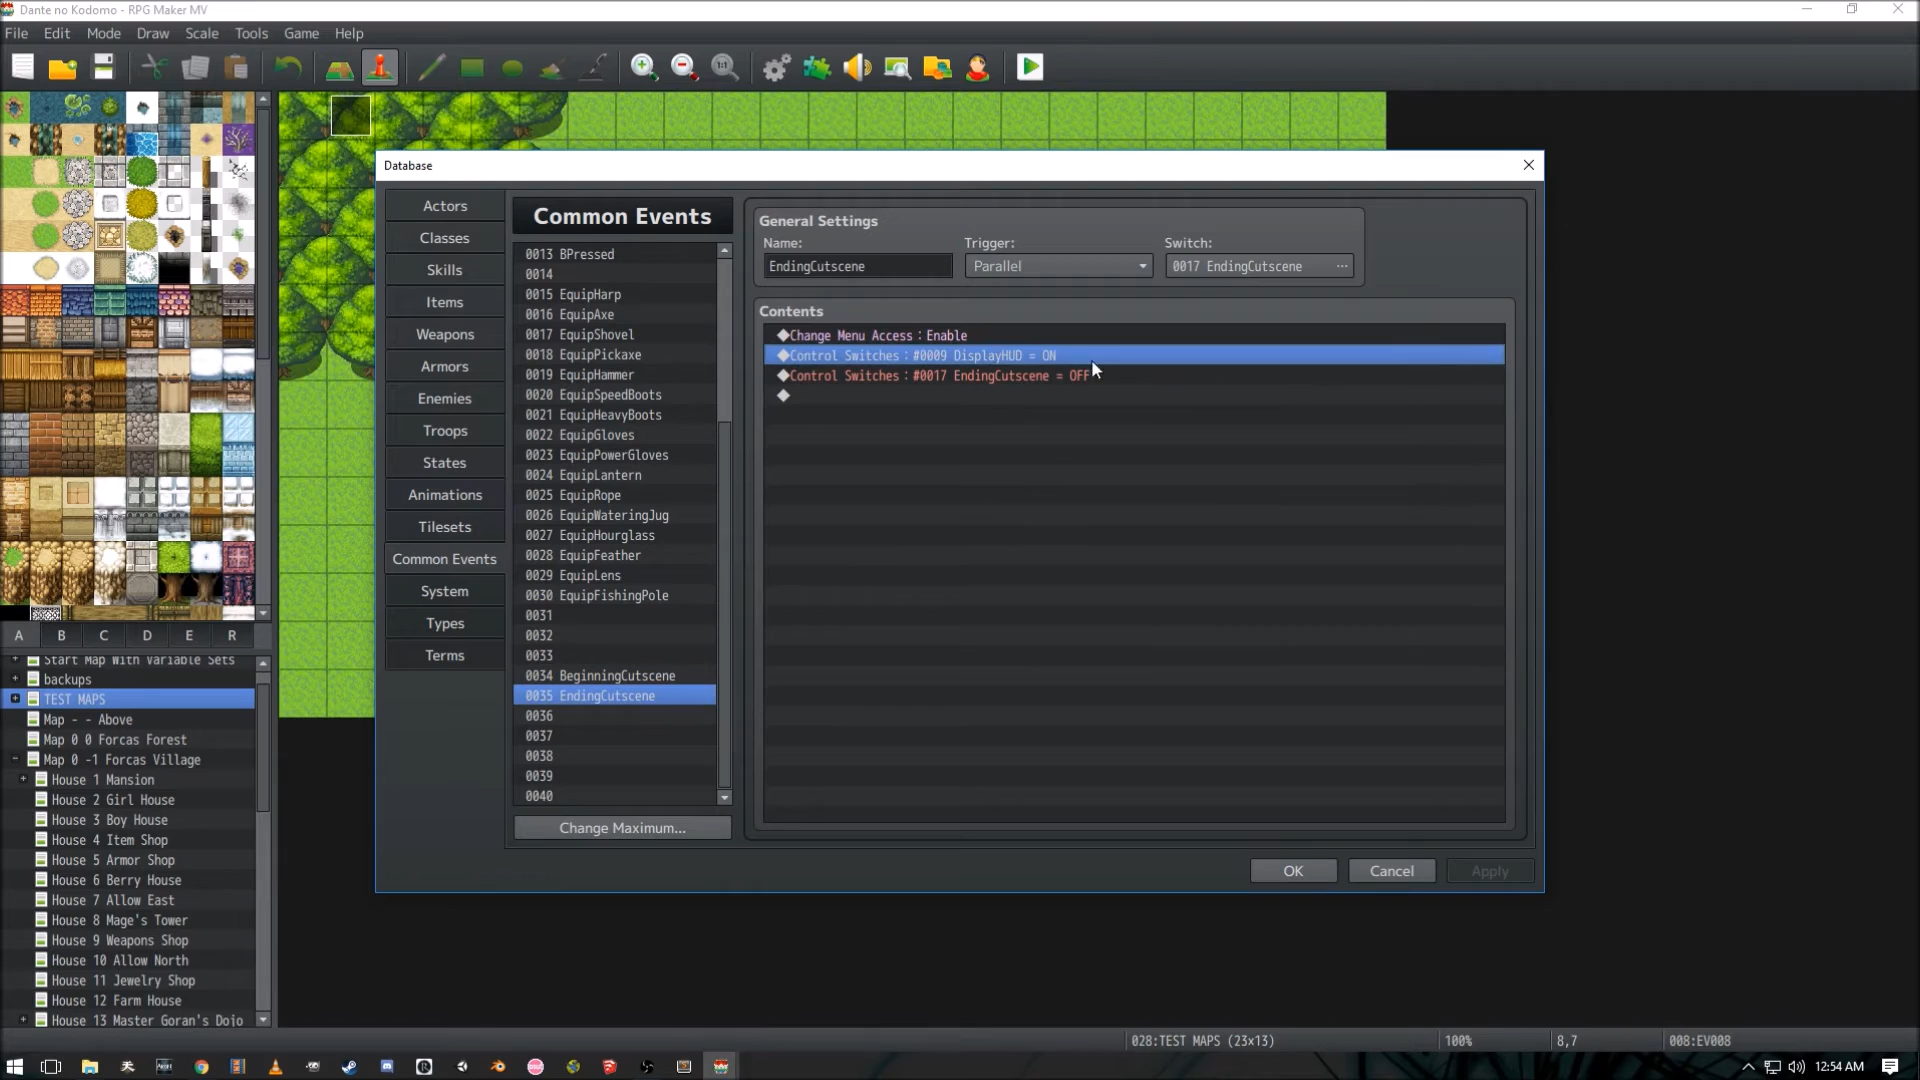 Dante no Kodomo - RPG Maker MV
File Edit Mode Draw Scale Tools Game Help
1:1
Database
Actors
Classes
Skills
Items
Weapons
Armors
Enemies
Troops
States
Animations
Tilesets
Common Events
System
Types
Terms
Common Events
0013 BPressed
0014
0015 EquipHarp
0016 EquipAxe
0017 EquipShovel
0018 EquipPickaxe
0019 EquipHammer
0020 EquipSpeedBoots
0021 EquipHeavyBoots
0022 EquipGloves
0023 EquipPowerGloves
0024 EquipLantern
0025 EquipRope
0026 EquipWateringJug
0027 EquipHourglass
0028 EquipFeather
0029 EquipLens
0030 EquipFishingPole
0031
0032
0033
0034 BeginningCutscene
0035 EndingCutscene
0036
0037
0038
0039
0040
Change Maximum...
General Settings
Name: Trigger: Switch:
EndingCutscene Parallel 0017 EndingCutscene ...
Contents
◆Change Menu Access : Enable
◆Control Switches : #0009 DisplayHUD = ON
◆Control Switches : #0017 EndingCutscene = OFF
◆
OK Cancel Apply
A B C D E R
Start Map With Variable Sets
backups
TEST MAPS
Map - - Above
Map 0 0 Forcas Forest
Map 0 -1 Forcas Village
House 1 Mansion
House 2 Girl House
House 3 Boy House
House 4 Item Shop
House 5 Armor Shop
House 6 Berry House
House 7 Allow East
House 8 Mage's Tower
House 9 Weapons Shop
House 10 Allow North
House 11 Jewelry Shop
House 12 Farm House
House 13 Master Goran's Dojo
028:TEST MAPS (23x13) 100% 8,7 008:EV008
12:54 AM